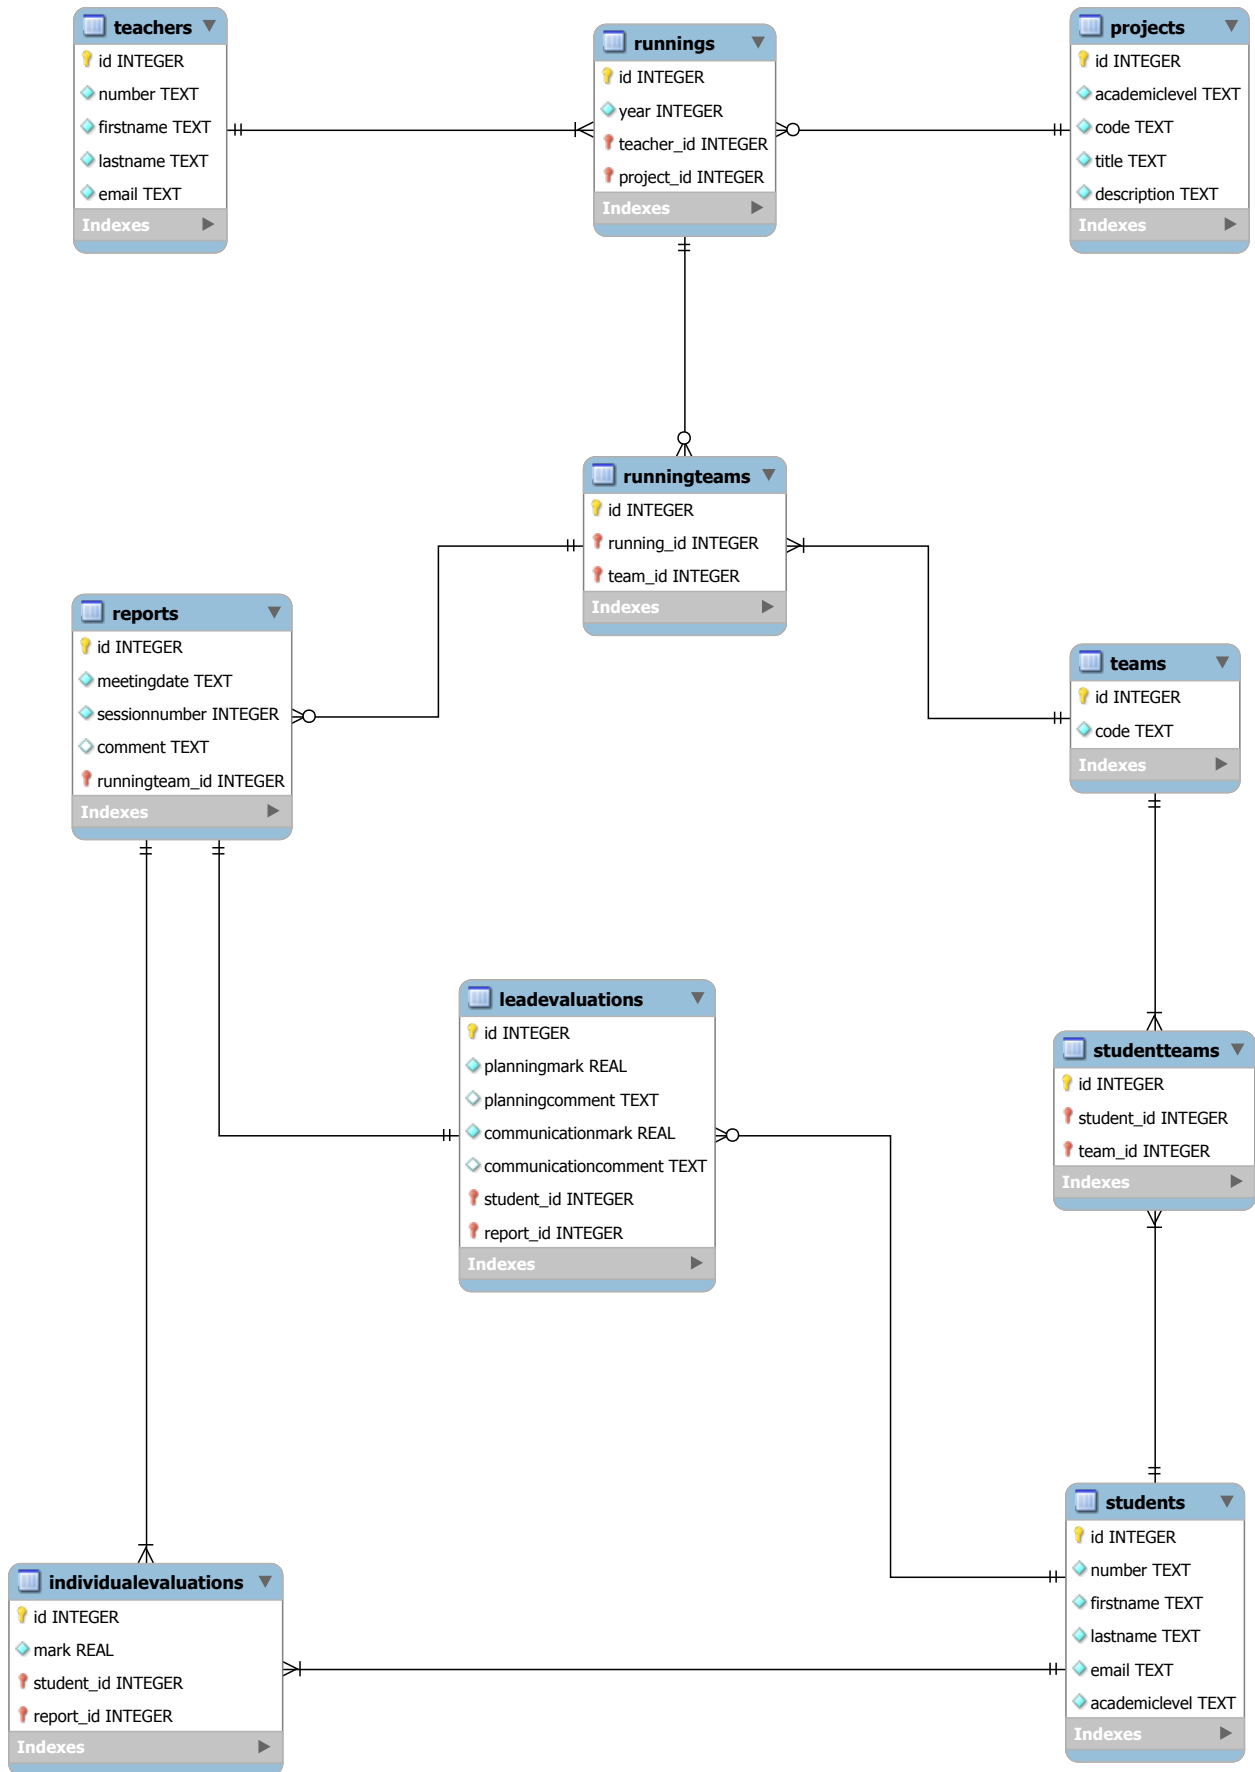 teachers
id INTEGER
number TEXT
firstname TEXT
lastname TEXT
email TEXT
Indexes
runnings
id INTEGER
year INTEGER
teacher_id INTEGER
project_id INTEGER
Indexes
projects
id INTEGER
academiclevel TEXT
code TEXT
title TEXT
description TEXT
Indexes
runningteams
id INTEGER
running_id INTEGER
team_id INTEGER
Indexes
reports
id INTEGER
meetingdate TEXT
sessionnumber INTEGER
comment TEXT
runningteam_id INTEGER
Indexes
teams
id INTEGER
code TEXT
Indexes
leadevaluations
id INTEGER
planningmark REAL
planningcomment TEXT
communicationmark REAL
communicationcomment TEXT
student_id INTEGER
report_id INTEGER
Indexes
studentteams
id INTEGER
student_id INTEGER
team_id INTEGER
Indexes
students
id INTEGER
number TEXT
firstname TEXT
lastname TEXT
email TEXT
academiclevel TEXT
Indexes
individualevaluations
id INTEGER
mark REAL
student_id INTEGER
report_id INTEGER
Indexes